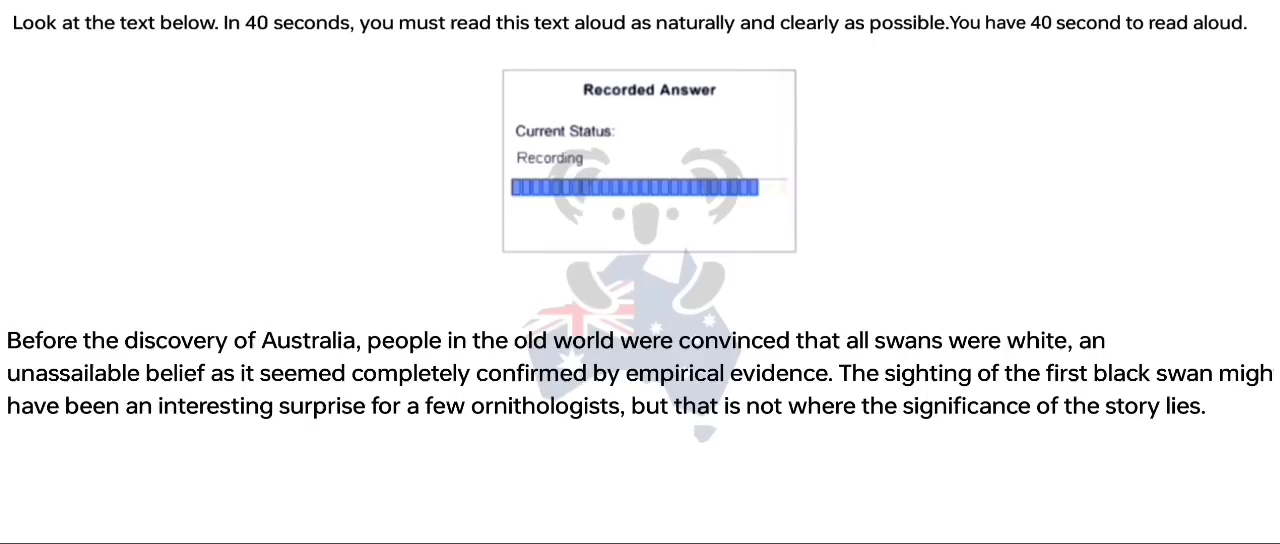 Look at the text below. In 40 seconds, you must read this text aloud as naturally and clearly as possible.You have 40 second to read aloud.
Recorded Answer
Current Status:
Recording
Before the discovery of Australia, people in the old world were convinced that all swans were white, an
unassailable belief as it seemed completely confirmed by empirical evidence. The sighting of the first black swan migh
have been an interesting surprise for a few ornithologists, but that is not where the significance of the story lies.